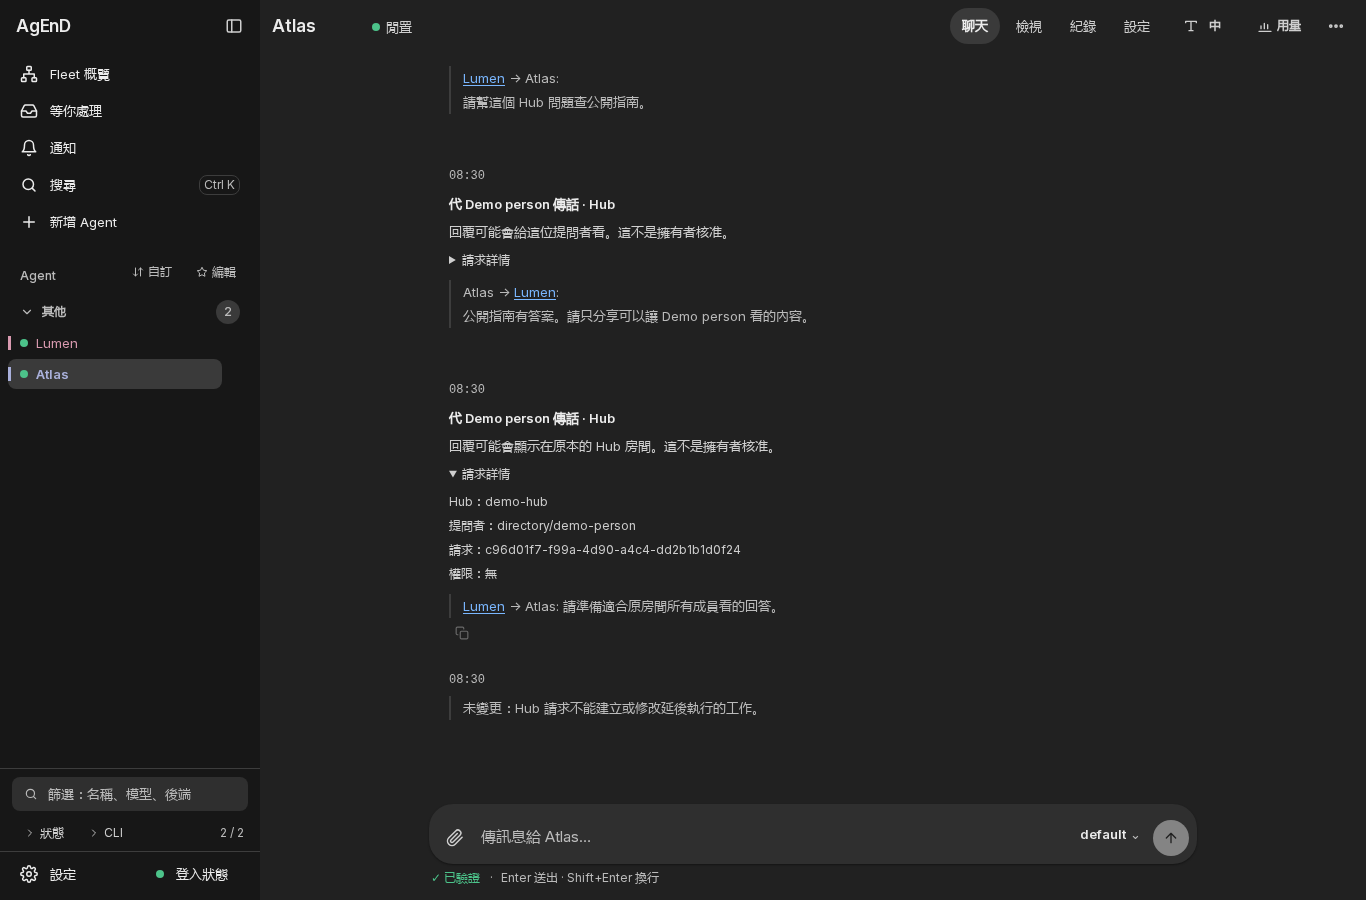 AgEnD
Fleet 概覽
等你處理
通知
搜尋
Ctrl K
新增 Agent
Agent
自訂
編輯
其他
2
Lumen
Atlas
篩選：名稱、模型、後端
狀態
CLI
2 / 2
設定
登入狀態
Atlas
閒置
聊天
檢視
紀錄
設定
中
用量
Lumen → Atlas:
請幫這個 Hub 問題查公開指南。
08:30
代 Demo person 傳話 · Hub
回覆可能會給這位提問者看。這不是擁有者核准。
請求詳情
Atlas → Lumen:
公開指南有答案。請只分享可以讓 Demo person 看的內容。
08:30
代 Demo person 傳話 · Hub
回覆可能會顯示在原本的 Hub 房間。這不是擁有者核准。
請求詳情
Hub：demo-hub
提問者：directory/demo-person
請求：c96d01f7-f99a-4d90-a4c4-dd2b1b1d0f24
權限：無
Lumen → Atlas: 請準備適合原房間所有成員看的回答。
08:30
未變更：Hub 請求不能建立或修改延後執行的工作。
傳訊息給 Atlas...
default
✓ 已驗證 · Enter 送出 · Shift+Enter 換行